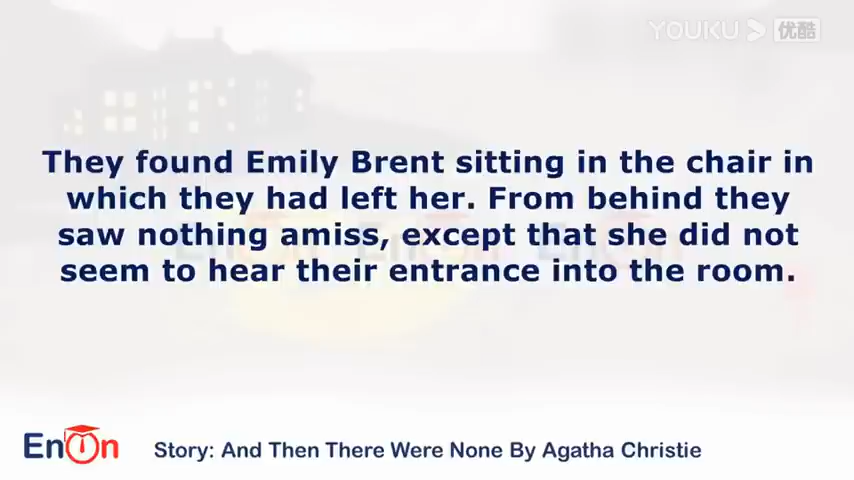 YOUKU 优酷
They found Emily Brent sitting in the chair in
which they had left her. From behind they
saw nothing amiss, except that she did not
seem to hear their entrance into the room.
EnOn
Story: And Then There Were None By Agatha Christie